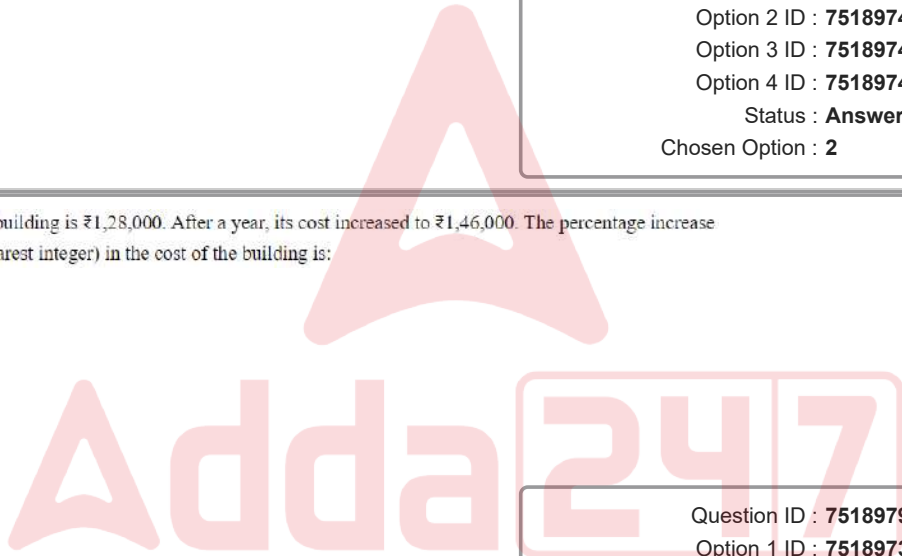 Option 2 ID : 7518974
Option 3 ID : 7518974
Option 4 ID : 7518974
Status : Answer
Chosen Option : 2
building is ₹1,28,000. After a year, its cost increased to ₹1,46,000. The percentage increase
arest integer) in the cost of the building is:
Adda247
Question ID : 7518979
Option 1 ID : 7518973